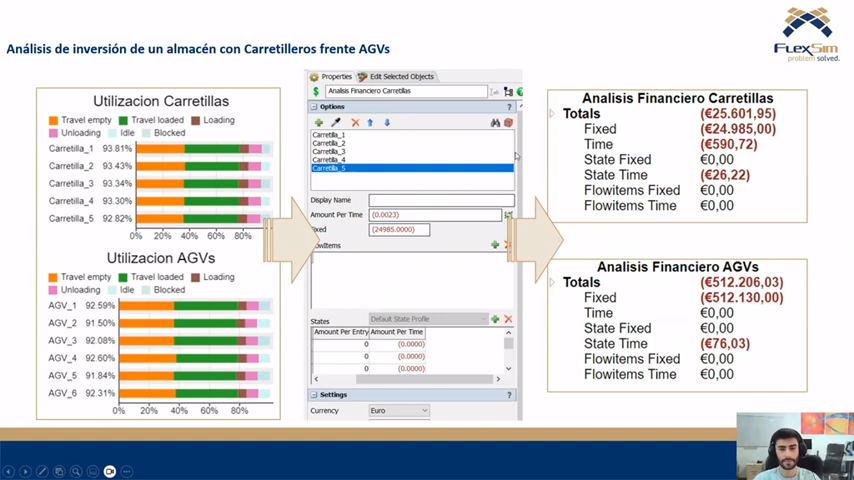 Análisis de inversión de un almacén con Carretilleros frente AGVs
FLEXSIM
problem solved.
Utilizacion Carretillas
Travel empty Travel loaded Loading
Unloading Idle Blocked
Carretilla_1 93.81%
Carretilla_2 93.43%
Carretilla_3 93.34%
Carretilla_4 93.30%
Carretilla_5 92.82%
0% 20% 40% 60% 80%
Utilizacion AGVs
Travel empty Travel loaded Loading
Unloading Idle Blocked
AGV_1 92.59%
AGV_2 91.50%
AGV_3 92.08%
AGV_4 92.60%
AGV_5 91.84%
AGV_6 92.31%
0% 20% 40% 60% 80%
Properties Edit Selected Objects
Analisis Financiero Carretillas
Options
Carretilla_1
Carretilla_2
Carretilla_3
Carretilla_4
Carretilla_5
Display Name
Amount Per Time (0.0023)
Fixed (24985.0000)
FlowItems
States Default State Profile
Amount Per Entry Amount Per Time
0 (0.0000)
0 (0.0000)
0 (0.0000)
Settings
Currency Euro
Analisis Financiero Carretillas
Totals (€25.601,95)
Fixed (€24.985,00)
Time (€590,72)
State Fixed €0,00
State Time (€26,22)
Flowitems Fixed €0,00
Flowitems Time €0,00
Analisis Financiero AGVs
Totals (€512.206,03)
Fixed (€512.130,00)
Time €0,00
State Fixed €0,00
State Time (€76,03)
Flowitems Fixed €0,00
Flowitems Time €0,00